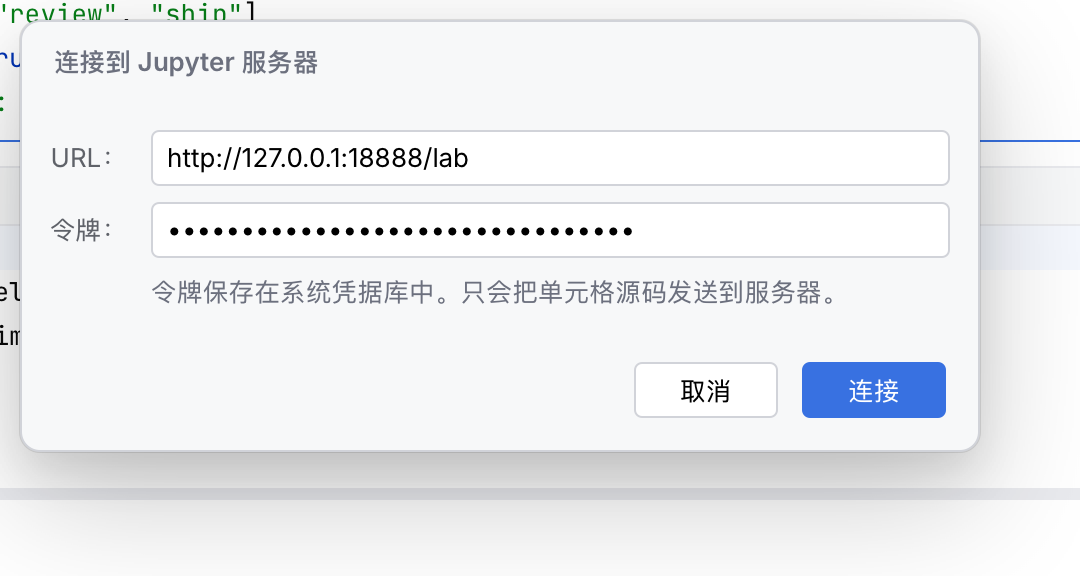 "review", "ship"]
连接到 Jupyter 服务器
URL：
http://127.0.0.1:18888/lab
令牌：
••••••••••••••••••••••••••••••••
令牌保存在系统凭据库中。只会把单元格源码发送到服务器。
取消
连接